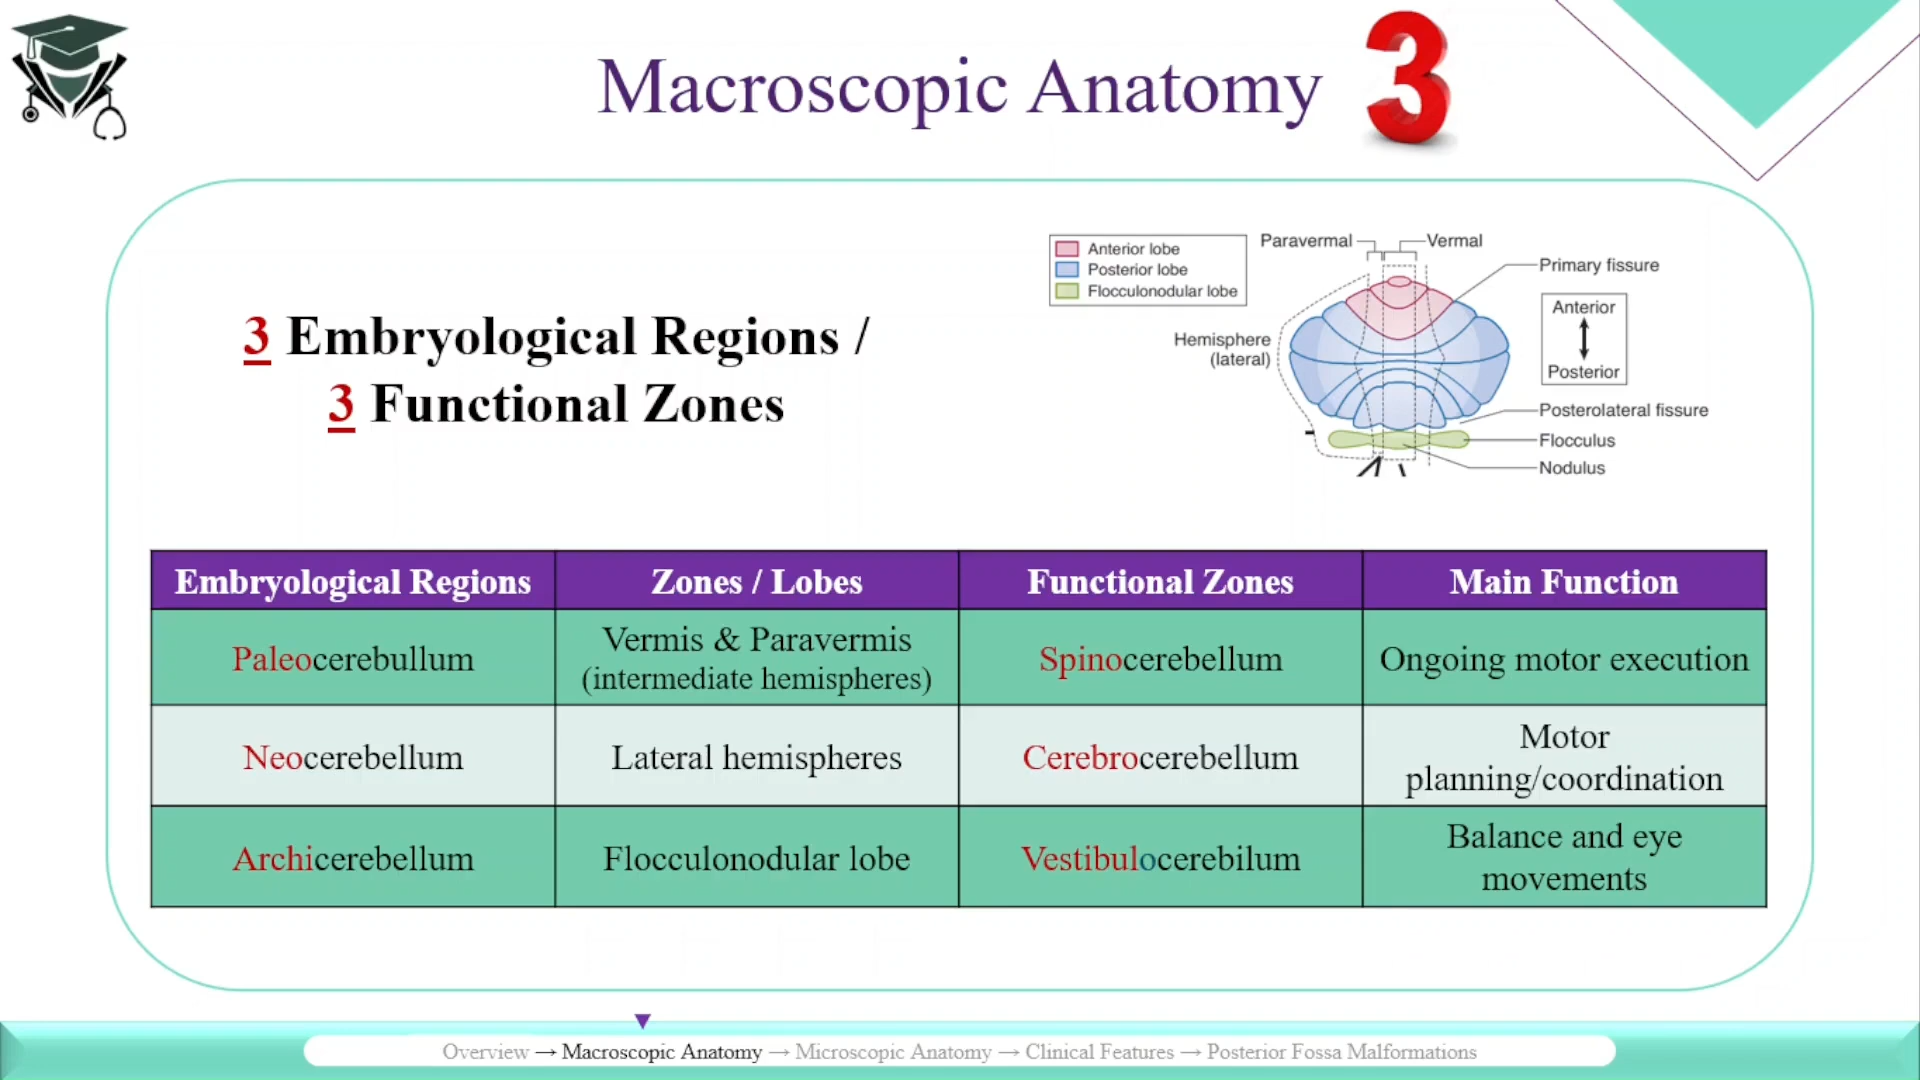 Macroscopic Anatomy 3
3 Embryological Regions /
3 Functional Zones
Anterior lobe
Posterior lobe
Flocculonodular lobe
Paravermal
Vermal
Primary fissure
Anterior
Posterior
Hemisphere
(lateral)
Posterolateral fissure
Flocculus
Nodulus
Embryological Regions Zones / Lobes Functional Zones Main Function
Paleocerebullum Vermis & Paravermis (intermediate hemispheres) Spinocerebellum Ongoing motor execution
Neocerebellum Lateral hemispheres Cerebrocerebellum Motor planning/coordination
Archicerebellum Flocculonodular lobe Vestibulocerebilum Balance and eye movements
Overview → Macroscopic Anatomy → Microscopic Anatomy → Clinical Features → Posterior Fossa Malformations